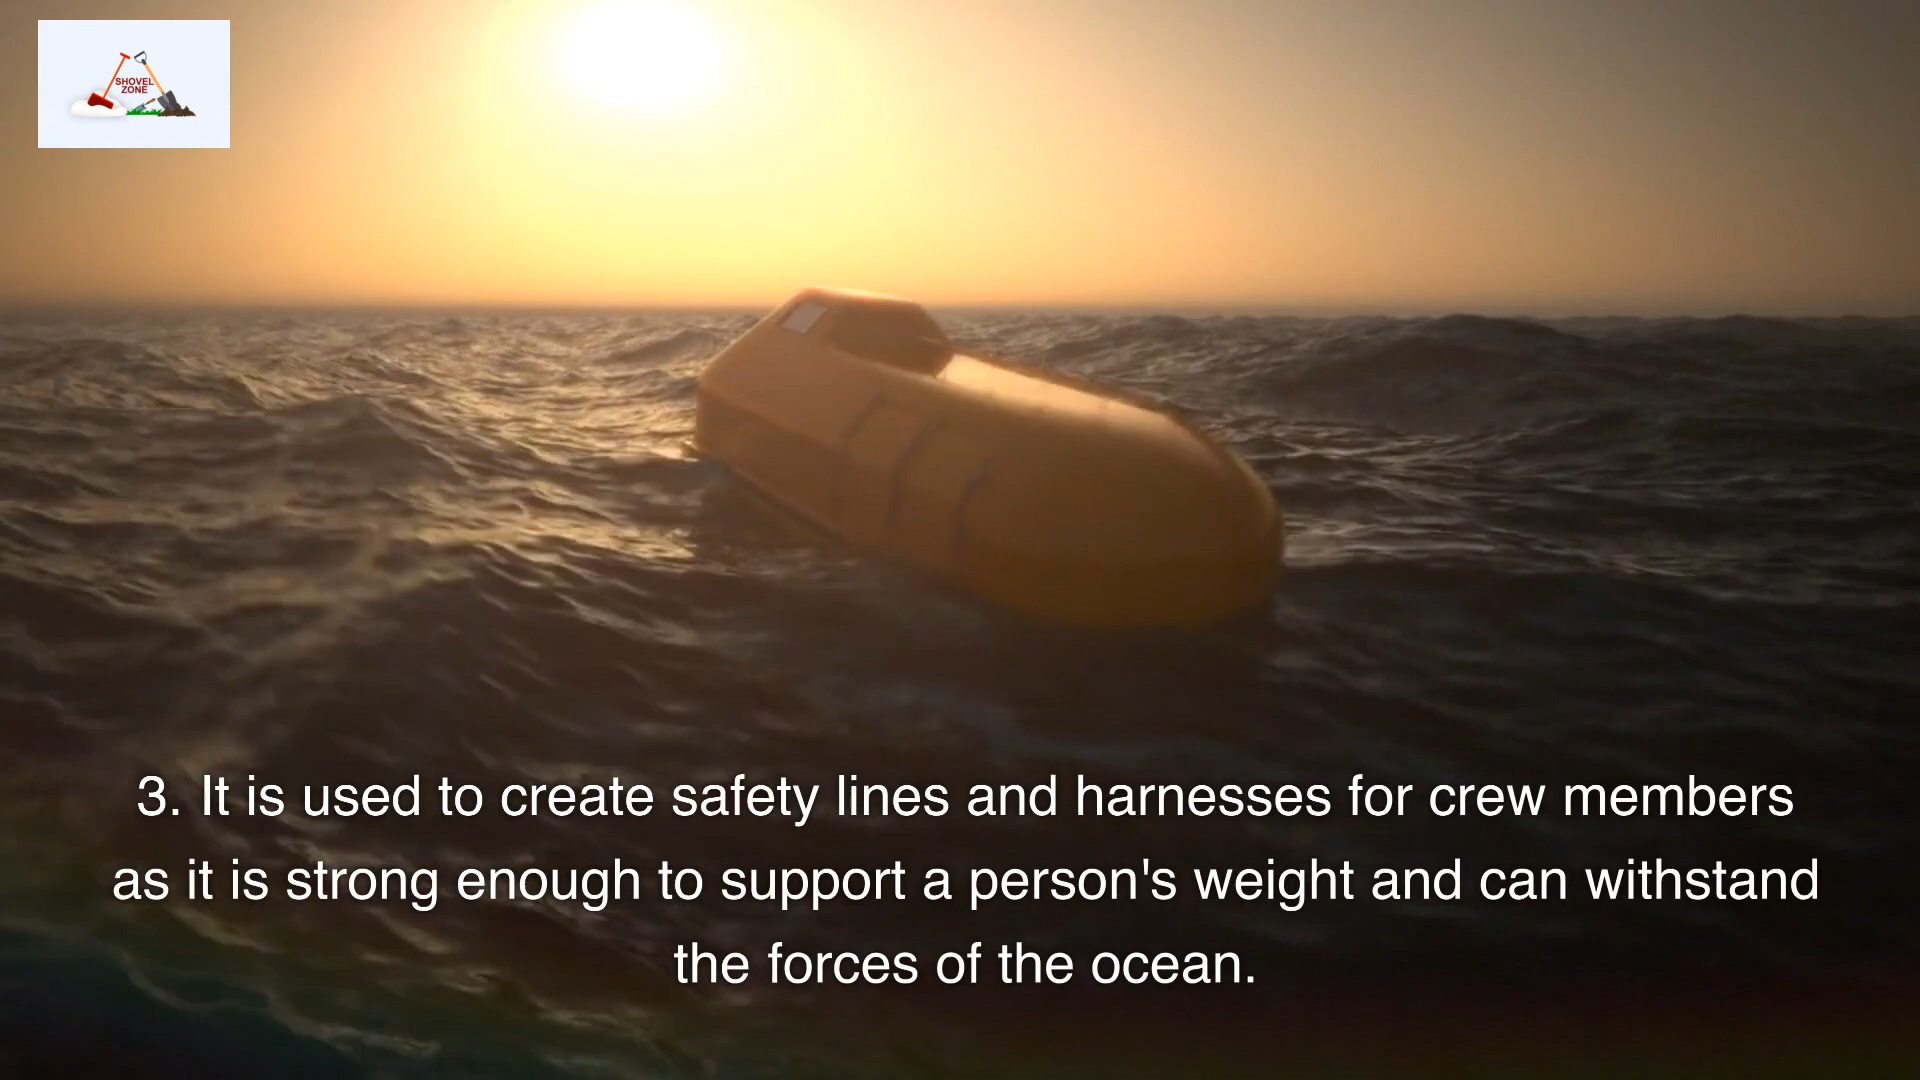 SHOVEL
ZONE
3. It is used to create safety lines and harnesses for crew members
as it is strong enough to support a person's weight and can withstand
the forces of the ocean.